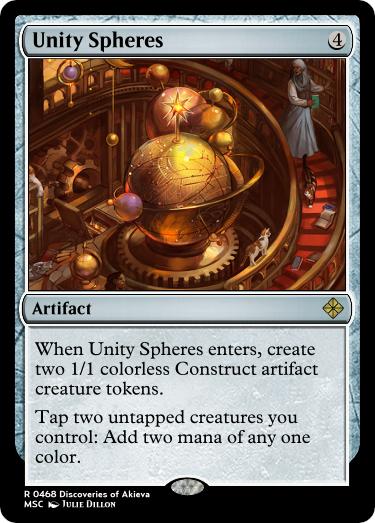 Unity Spheres 4
Artifact
When Unity Spheres enters, create
two 1/1 colorless Construct artifact
creature tokens.
Tap two untapped creatures you
control: Add two mana of any one
color.
R 0468 Discoveries of Akieva
MSC Julie Dillon